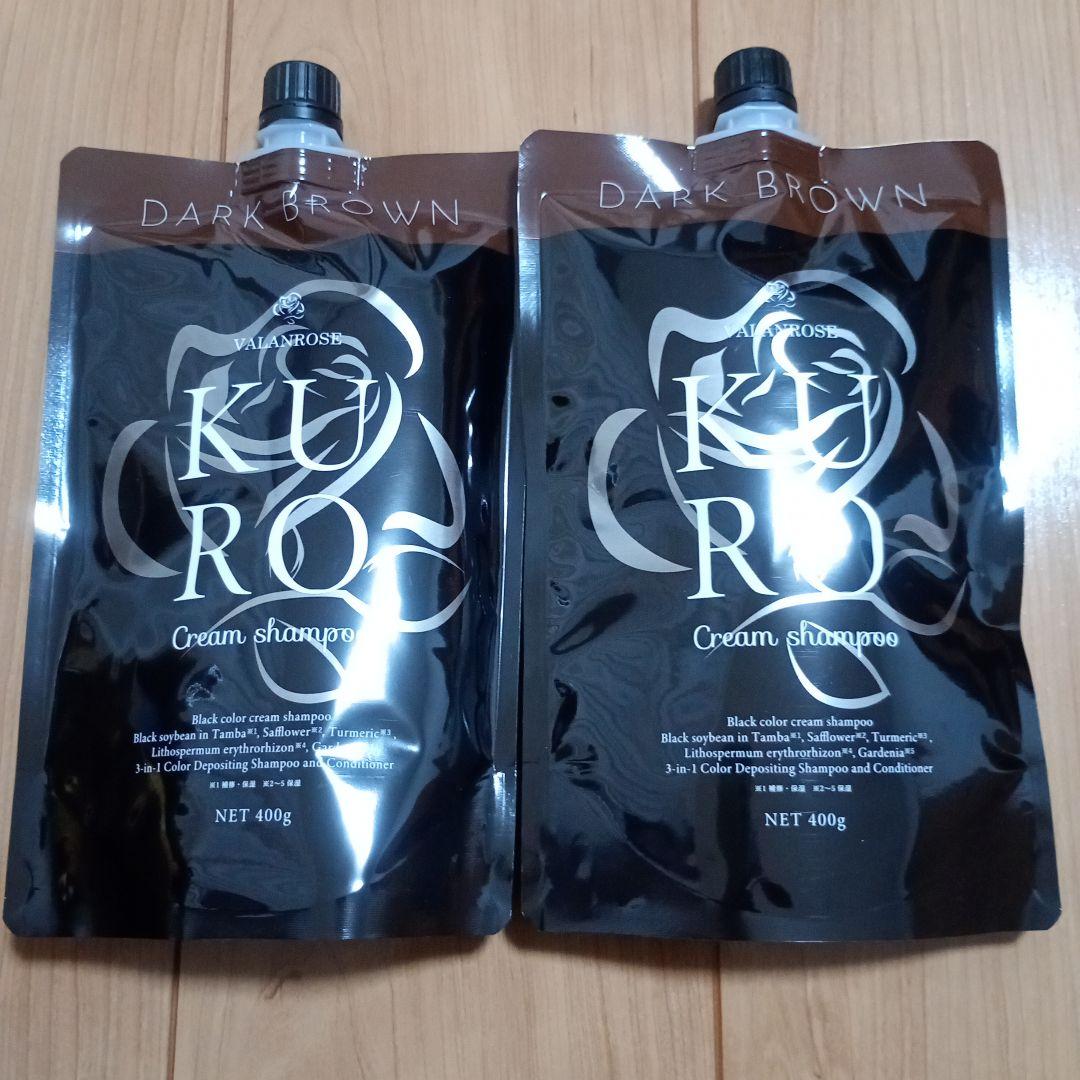 DARK BROWN
VALANROSE
KU
RO
Cream shampo
Black color cream shampoo
Black soybean in Tamba※1, Safflower※2, Turmeric※3,
Lithospermum erythrorhizon※4,
3-in-1 Color Depositing Shampoo and Conditioner
※1 補修・保湿 ※2〜5 保湿
NET 400g
DARK BROWN
VALANROSE
KU
RO
Cream shampoo
Black color cream shampoo
Black soybean in Tamba※1, Safflower※2, Turmeric※3,
Lithospermum erythrorhizon※4, Gardenia※5
3-in-1 Color Depositing Shampoo and Conditioner
※1 補修・保湿 ※2〜5 保湿
NET 400g